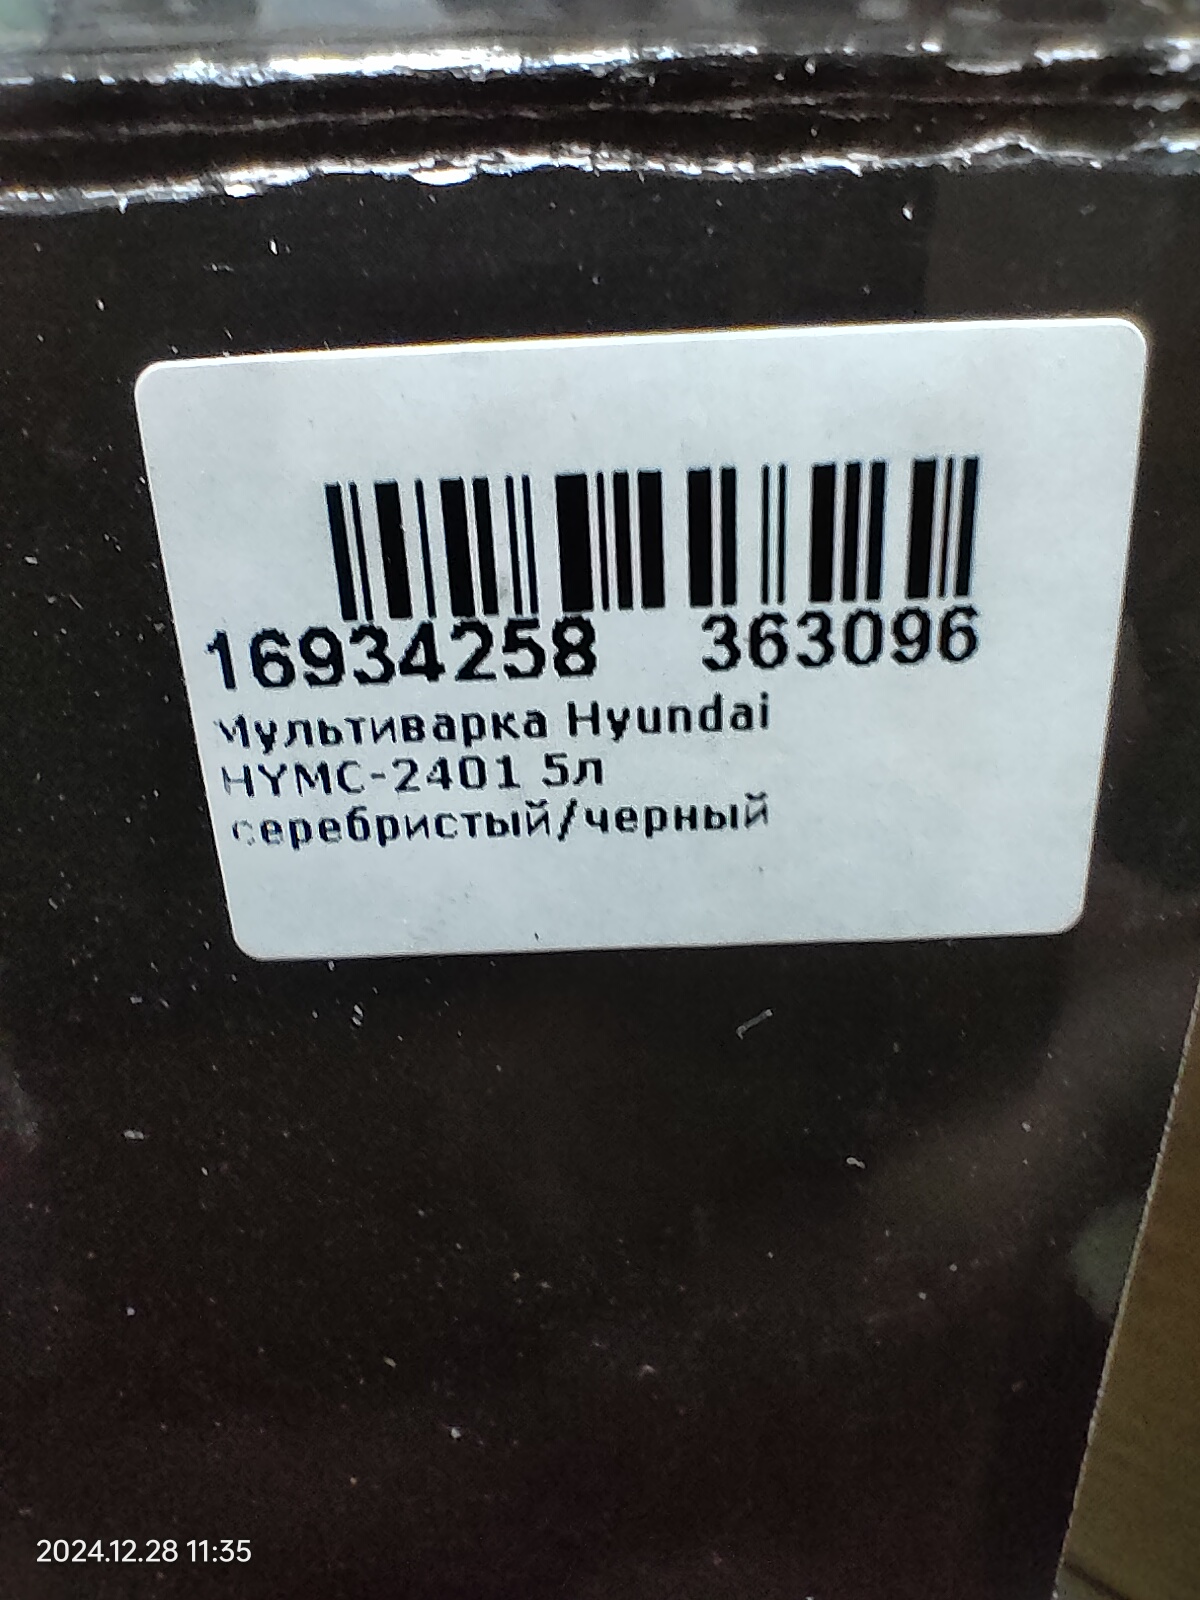 16934258 363096
Мультиварка Hyundai
HYMC-2401 5л
серебристый/черный
2024.12.28 11:35